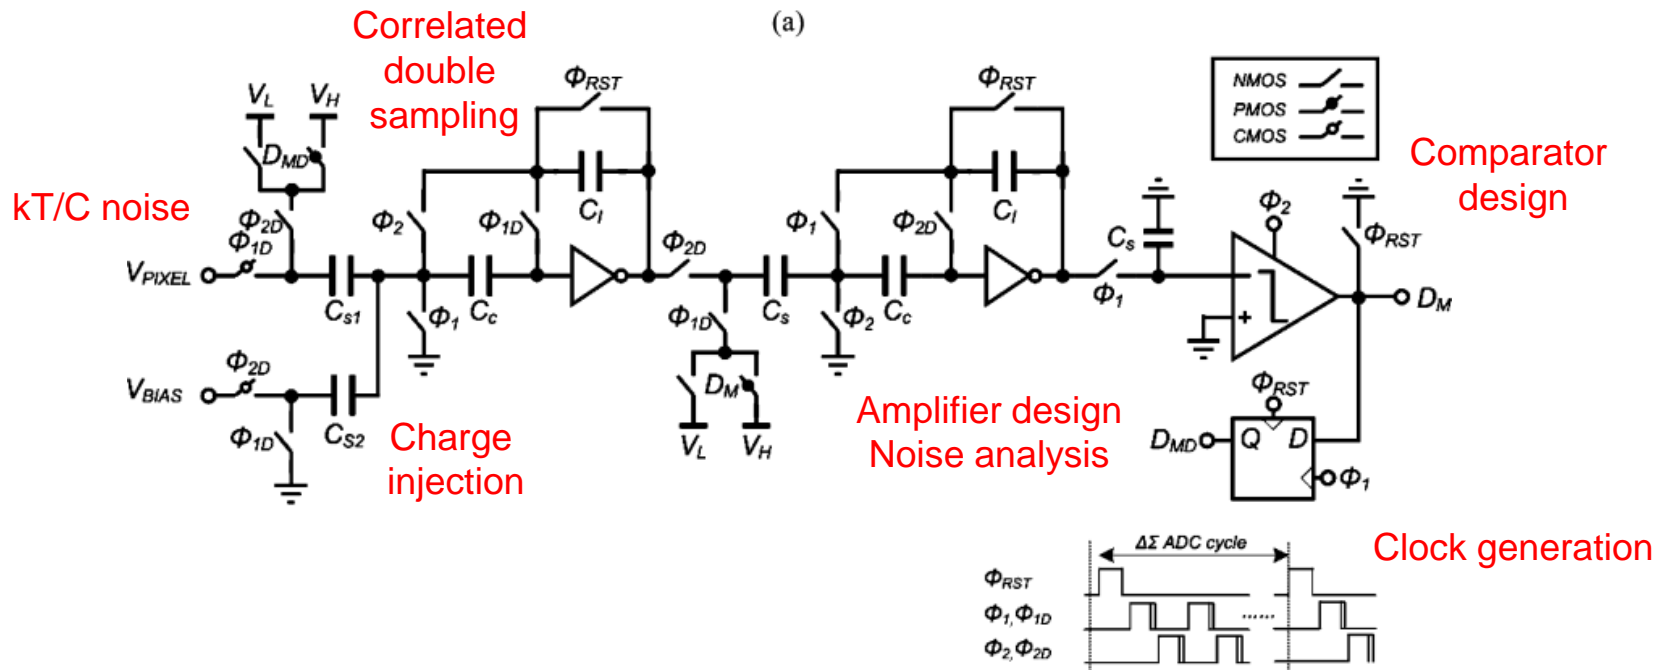 (a)
Correlated
double
sampling
Φ_RST
Φ_RST
NMOS
PMOS
CMOS
V_L V_H
D_MD
C_I
C_I
Comparator
design
kT/C noise
Φ_2D
Φ_1D
Φ_2
Φ_1D
Φ_2D
Φ_1
Φ_2D
C_s
Φ_2
Φ_RST
V_PIXEL
C_s1
Φ_1
C_c
C_s
Φ_1D
Φ_2
C_c
Φ_1
+
D_M
V_BIAS
Φ_2D
C_S2
Φ_1D
D_M
V_L V_H
Charge
injection
Amplifier design
Noise analysis
Φ_RST
D_MD Q D
Φ_1
ΔΣ ADC cycle
Clock generation
Φ_RST
Φ_1,Φ_1D
......
Φ_2,Φ_2D